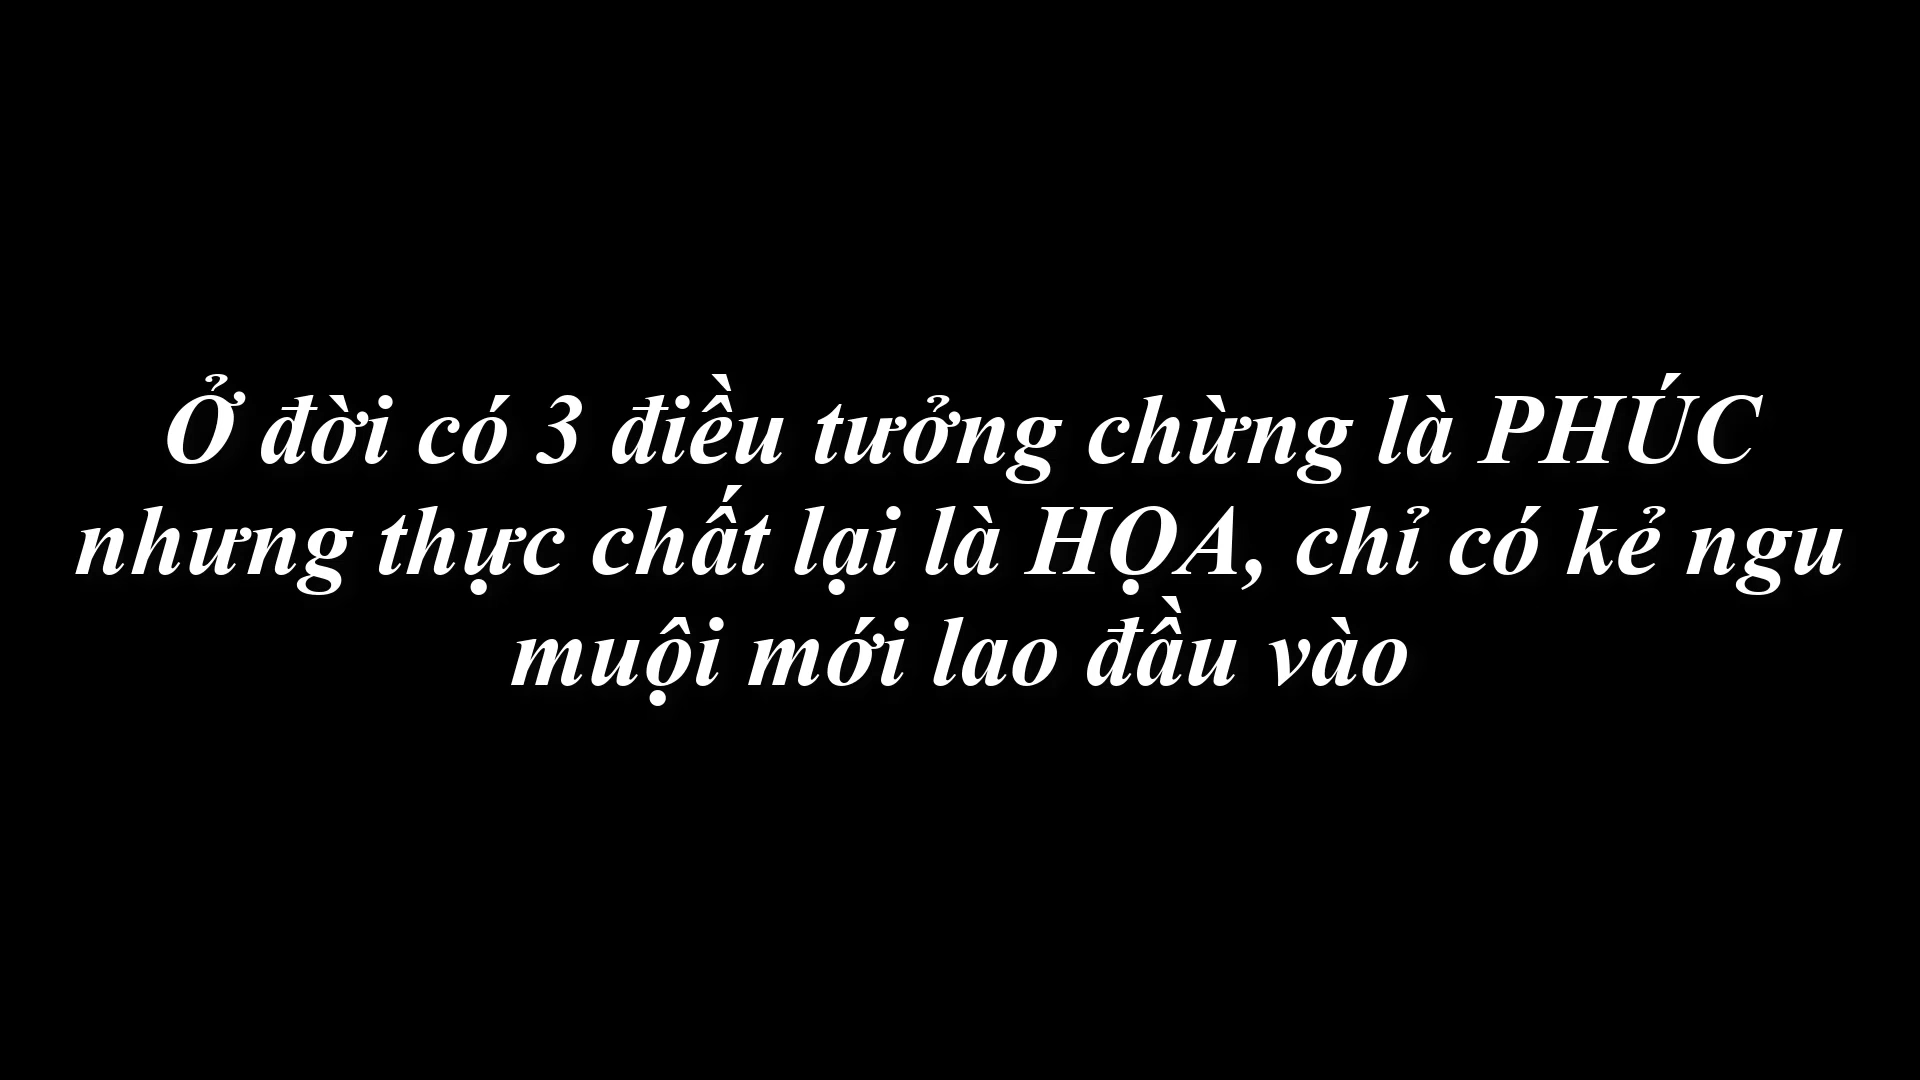 Ở đời có 3 điều tưởng chừng là PHÚC
nhưng thực chất lại là HỌA, chỉ có kẻ ngu
muội mới lao đầu vào